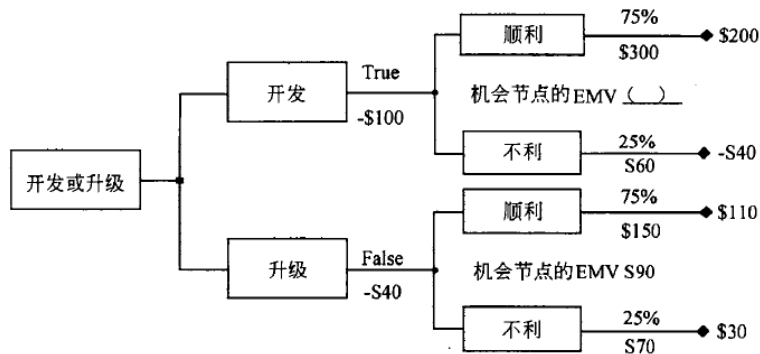 开发或升级
开发
True
-$100
顺利
75%
$300
$200
机会节点的EMV （ ）
不利
25%
S60
-S40
升级
False
-S40
顺利
75%
$150
$110
机会节点的EMV S90
不利
25%
S70
$30